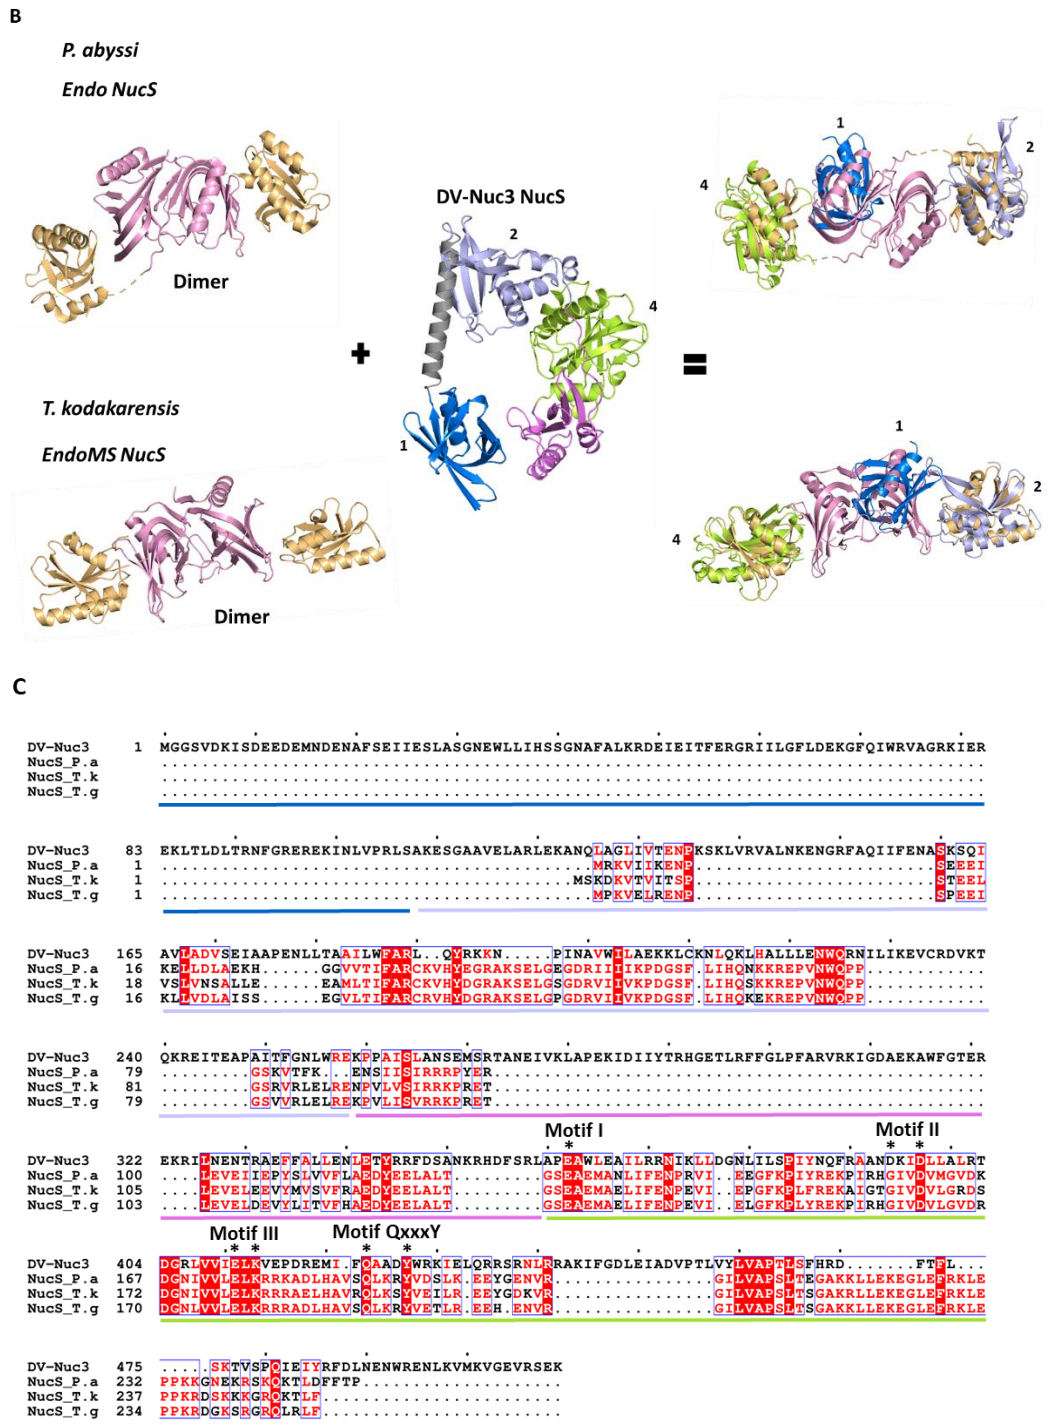 B
P. abyssi
Endo NucS
Dimer
T. kodakarensis
EndoMS NucS
Dimer
+
DV-Nuc3 NucS
2
4
1
=
1
2
4
1
2
4
C
DV-Nuc3 1 MGGSVDKISDEEDEMNDENAFSEIIESLASGNEWLLIHSSGNAFALKRDEIEITFERGRIILGFLDEKGFQIWRVAGRKIER
NucS_P.a ..................................................................................
NucS_T.k ..................................................................................
NucS_T.g ..................................................................................
DV-Nuc3 83 EKLTLDLTRNFGREREKINLVPRLSAKESGAAVELARLEKANQLAGLIVTENPKSKLVRVALNKENGRFAQIIFENASKSQI
NucS_P.a 1 ...........................................MRKVIIKENP........................SEEEI
NucS_T.k 1 .........................................MSKDKVTVITSP........................STEEL
NucS_T.g 1 ...........................................MPKVELRENP........................SPEEI
DV-Nuc3 165 AVLADVSEIAAPENLLTAAILWFARL..QYRKKN.....PINAVWILAEKKLCKNLQKLHALLLENWQRNILIKEVCRDVKT
NucS_P.a 16 KELLDLAEKH......GGVVTIFARCKVHYEGRAKSELGEGDRIIIIKPDGSF.LIHQNKKREPVNWQPP............
NucS_T.k 18 VSLVNSALLE......EAMLTIFARCKVHYDGRAKSELGSGDRVIIVKPDGSF.LIHQSKKREPVNWQPP............
NucS_T.g 16 KLLVDLAISS......EGVLTIFARCRVHYDGRAKSELGPGDRVIIVKPDGSF.LIHQKEKREPVNWQPP............
DV-Nuc3 240 QKREITEAPAITFGNLWREKPPAISLANSEMSRTANEIVKLAPEKIDIIYTRHGETLRFFGLPFARVRKIGDAEKAWFGTER
NucS_P.a 79 .........GSKVTFK...ENSIISIRRRPYER.................................................
NucS_T.k 81 .........GSRVRLELRENPVLVSIRRKPRET.................................................
NucS_T.g 79 .........GSVVRLELRENPVLISVRRKPRET.................................................
Motif I Motif II
* * *
DV-Nuc3 322 EKRILNENTRAEFFALLENLETYRRFDSANKRHDFSRLAPEAWLEAILRRNIKLLDGNLILSPIYNQFRAANDKIDLLALRT
NucS_P.a 100 ....LEVEIIEPYSLVVFLAEDYEELALT.........GSEAEMANLIFENPRVI..EEGFKPIYREKPIRHGIVDVMGVDK
NucS_T.k 105 ....LEVELEEVYMVSVFRAEDYEELALT.........GSEAEMAELIFENPEVI..EPGFKPLFREKAIGTGIVDVLGRDS
NucS_T.g 103 ....LEVELDEVYLITVFHAEDYEELALT.........GSEAEMAELIFENPEVI..ELGFKPLYREKPIRHGIVDVLGVDR
Motif III Motif QxxxY
* * * *
DV-Nuc3 404 DGRLVVIELKVEPDREMI.FQAADYWRKIELQRRSRNLRRAKIFGDLEIADVPTLVYLVAPTLSFHRD.......FTFL...
NucS_P.a 167 DGNIVVLELKRRKADLHAVSQLKRYVDSLK.EEYGENVR................GILVAPSLTEGAKKLLEKEGLEFRKLE
NucS_T.k 172 DGNIVVLELKRRRAELHAVRQLKSYVEILR.EEYGDKVR................GILVAPSLTSGAKRLLEKEGLEFRKLE
NucS_T.g 170 DGNLVVLELKRRRADLHAVSQLKRYVETLR.EEH.ENVR................GILVAPSLTSGARKLLEKEGLEFRKLE
DV-Nuc3 475 .....SKTVSPQIEIYRFDLNENWRENLKVMKVGEVRSEK
NucS_P.a 232 PPKKGNEKRSKQKTLDFFTP....................
NucS_T.k 237 PPKRDSKKKGRQKTLF........................
NucS_T.g 234 PPKRDGKSRGRQLRLF........................